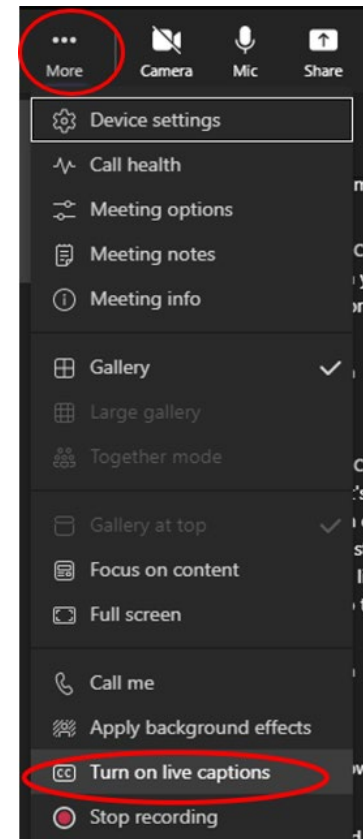 More Camera Mic Share
Device settings
Call health
Meeting options
Meeting notes
Meeting info
Gallery
Large gallery
Together mode
Gallery at top
Focus on content
Full screen
Call me
Apply background effects
CC Turn on live captions
Stop recording